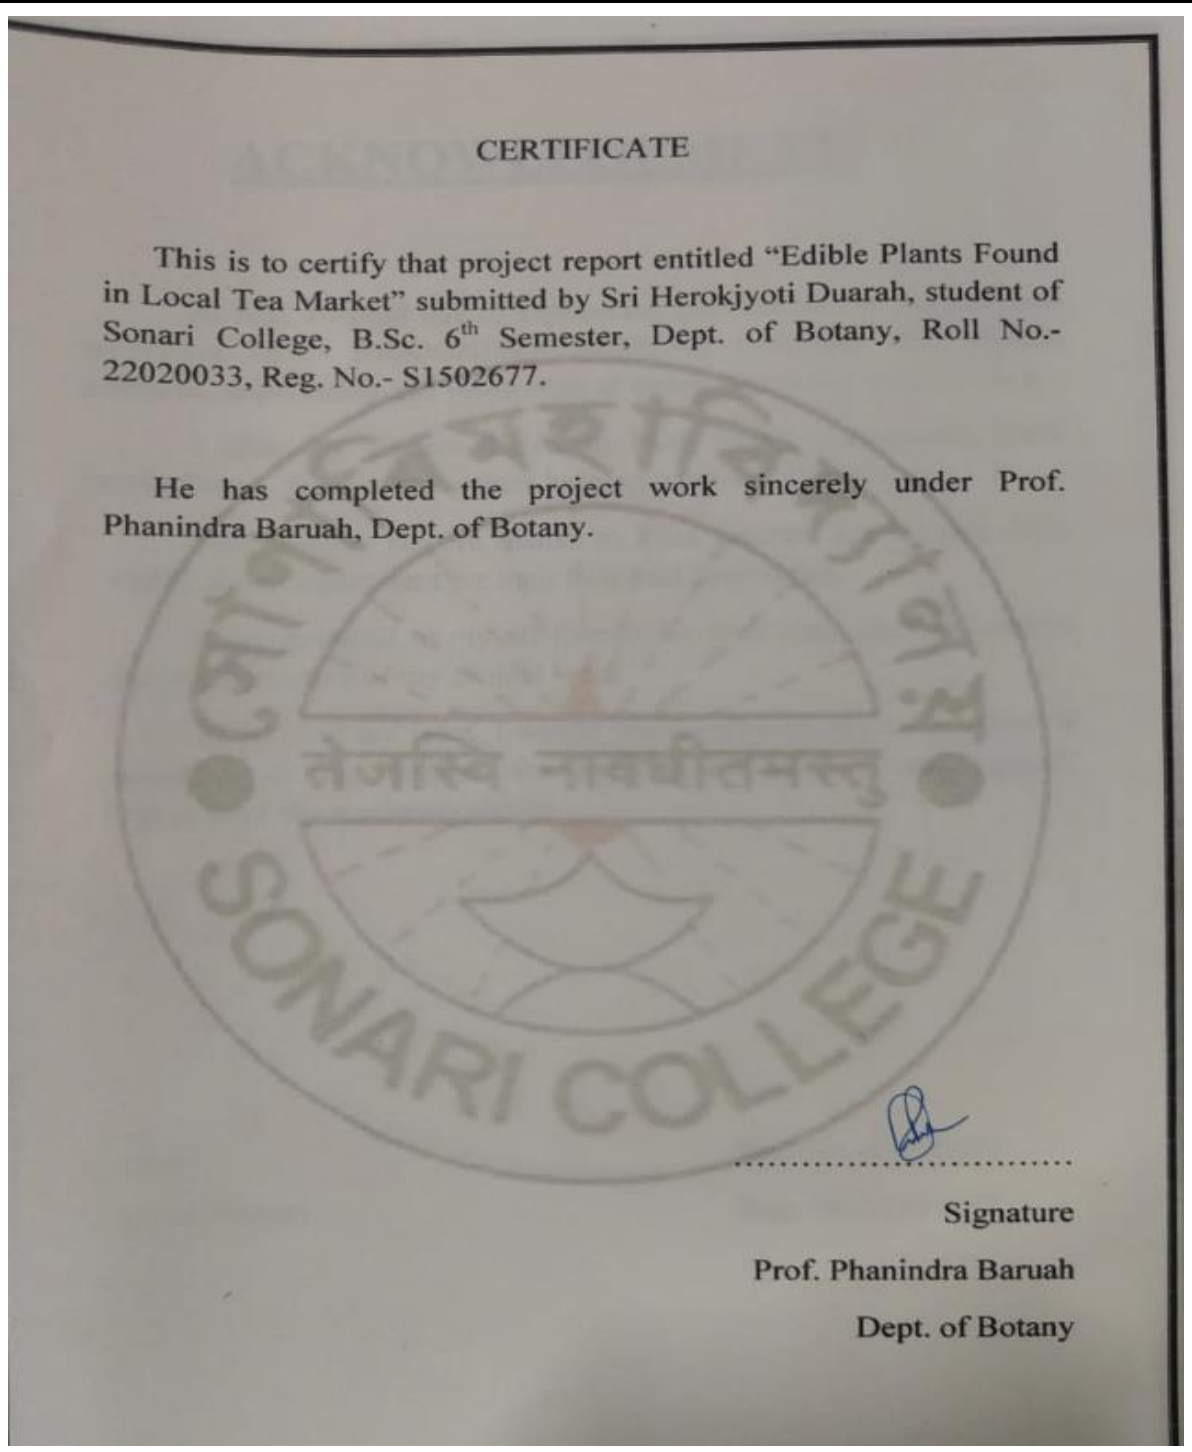 CERTIFICATE
This is to certify that project report entitled “Edible Plants Found
in Local Tea Market” submitted by Sri Herokjyoti Duarah, student of
Sonari College, B.Sc. 6th Semester, Dept. of Botany, Roll No.-
22020033, Reg. No.- S1502677.
He has completed the project work sincerely under Prof.
Phanindra Baruah, Dept. of Botany.
সোণাৰি মহাবিদ্যালয়
तेजस्वि नावधीतमस्तु
SONARI COLLEGE
Signature
Prof. Phanindra Baruah
Dept. of Botany